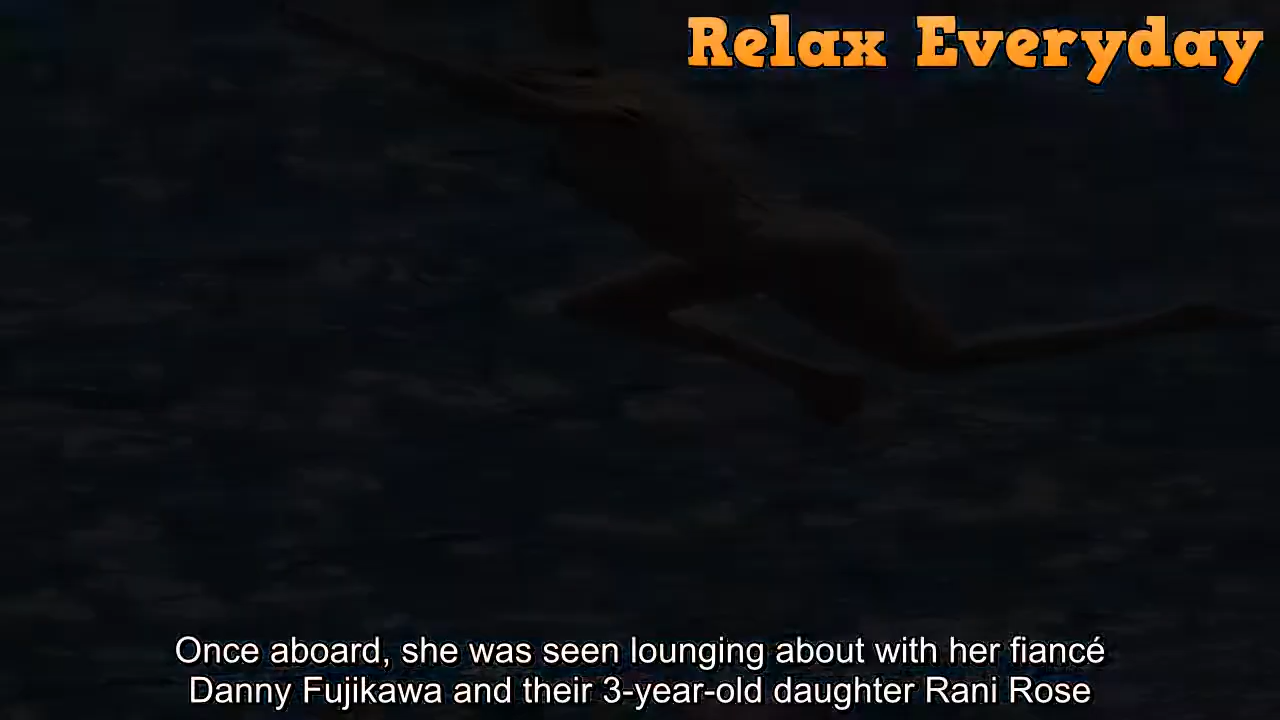 Relax Everyday
Once aboard, she was seen lounging about with her fiancé
Danny Fujikawa and their 3-year-old daughter Rani Rose